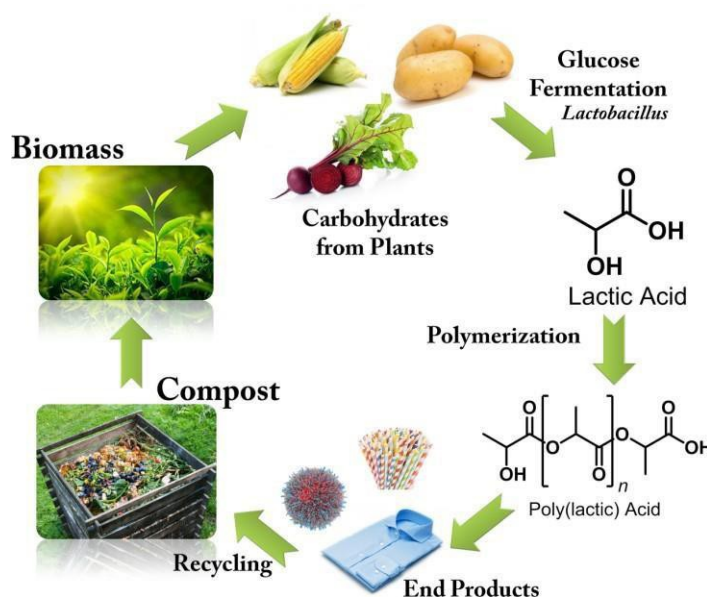 Glucose
Fermentation
Lactobacillus
Biomass
Carbohydrates
from Plants
O
OH
OH
Lactic Acid
Polymerization
Compost
O
O
O
OH
OH
O
O
n
Poly(lactic) Acid
Recycling
End Products